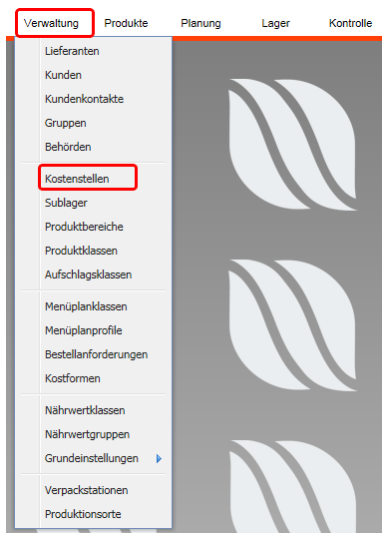 Verwaltung Produkte Planung Lager Kontrolle
Lieferanten
Kunden
Kundenkontakte
Gruppen
Behörden
Kostenstellen
Sublager
Produktbereiche
Produktklassen
Aufschlagsklassen
Menüplanklassen
Menüplanprofile
Bestellanforderungen
Kostformen
Nährwertklassen
Nährwertgruppen
Grundeinstellungen
Verpackstationen
Produktionsorte